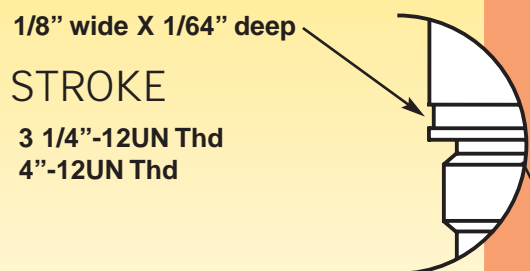 1/8” wide X 1/64” deep
STROKE
3 1/4”-12UN Thd
4”-12UN Thd